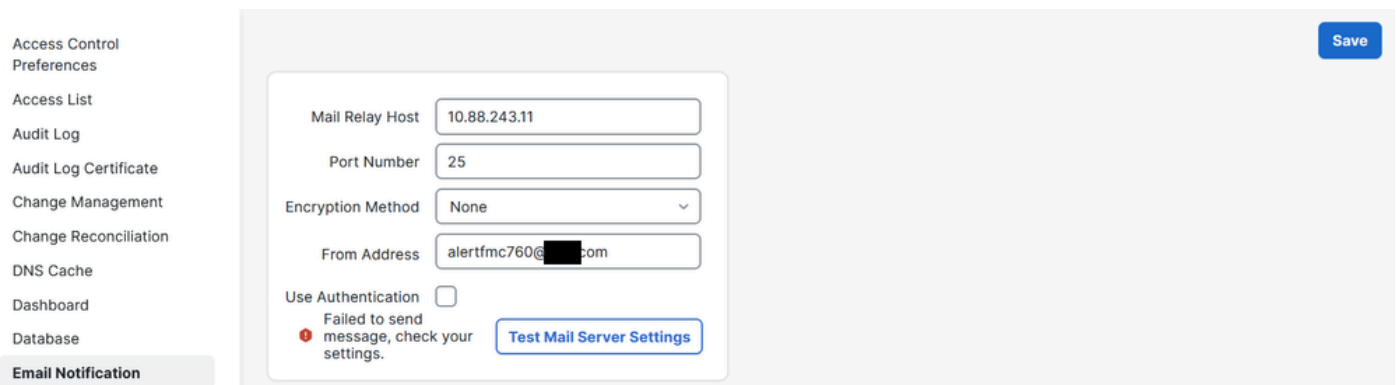 Access Control
Preferences
Access List
Audit Log
Audit Log Certificate
Change Management
Change Reconciliation
DNS Cache
Dashboard
Database
Email Notification
Save
Mail Relay Host
10.88.243.11
Port Number
25
Encryption Method
None
From Address
alertfmc760@ com
Use Authentication
Failed to send
message, check your
settings.
Test Mail Server Settings